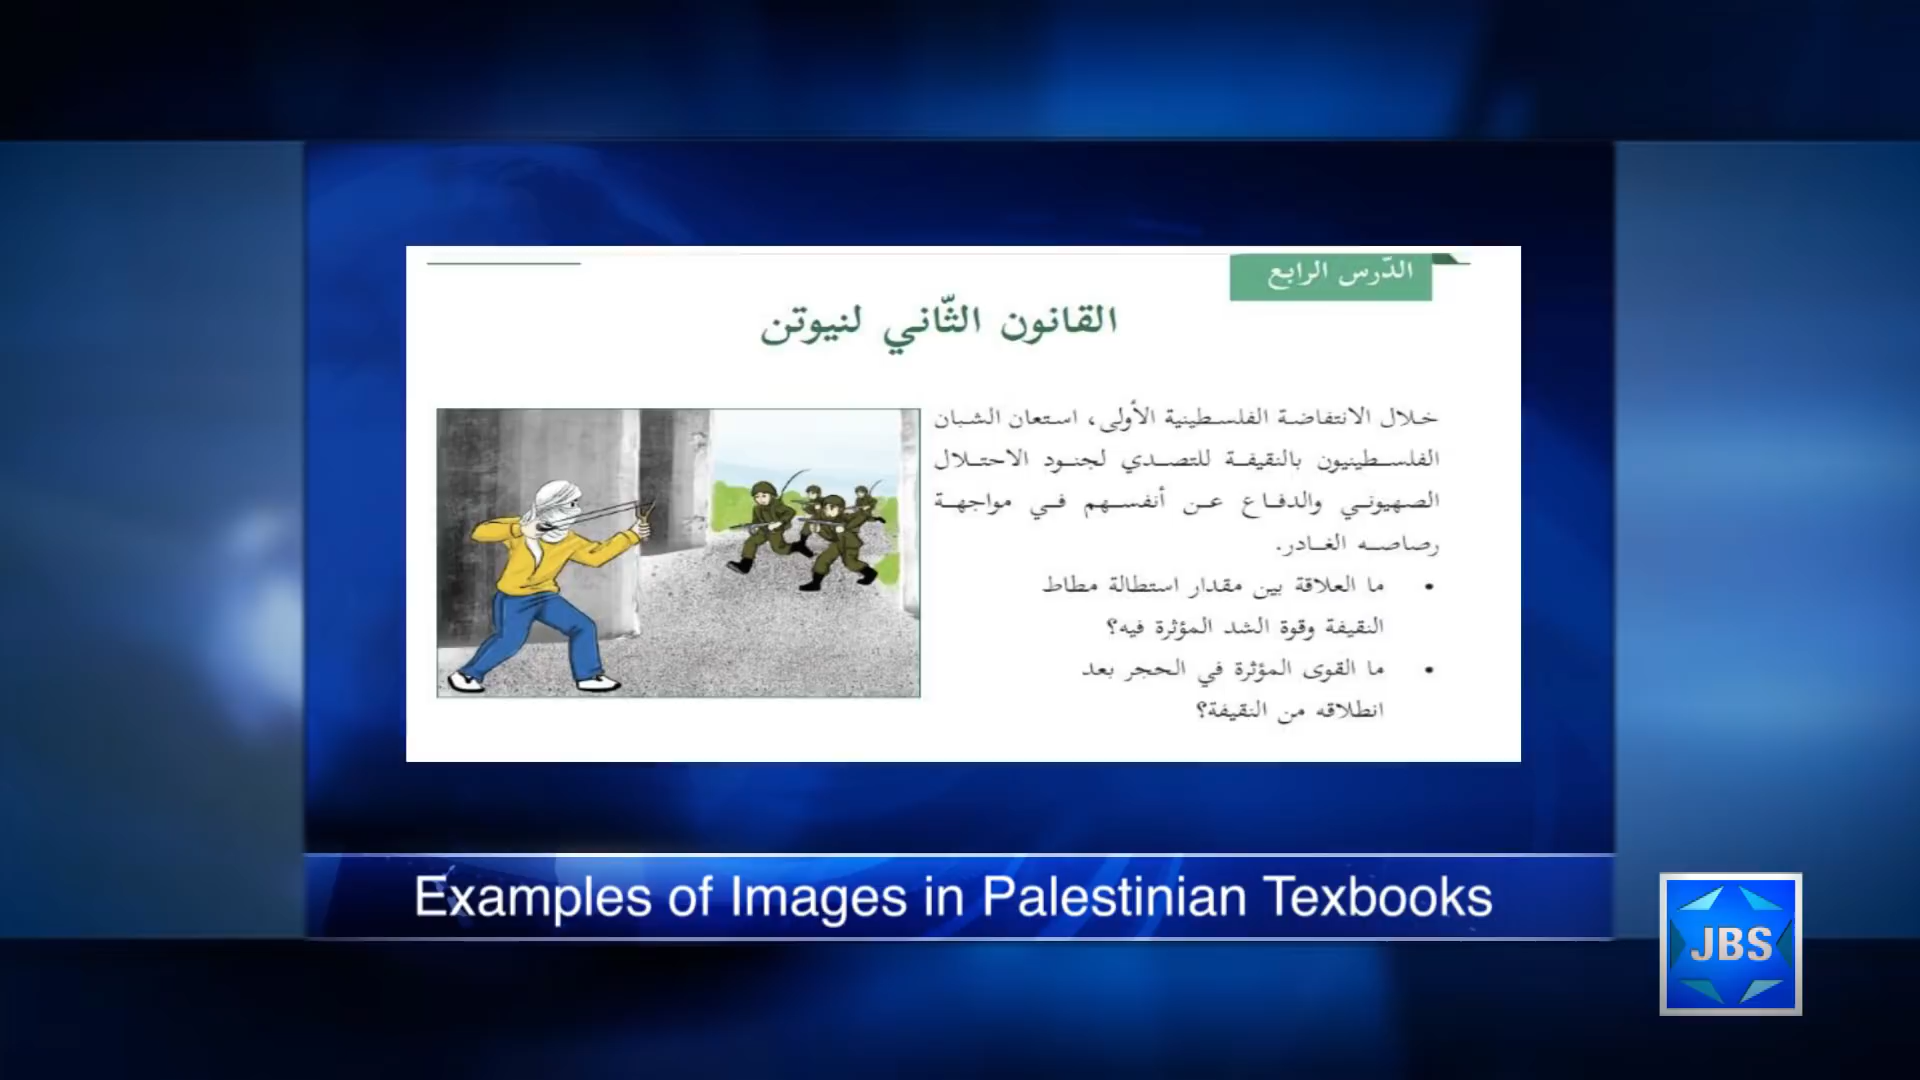 الدّرس الرابع
القانون الثّاني لنيوتن
خلال الانتفاضة الفلسطينية الأولى، استعان الشبان
الفلسطينيون بالنقيفة للتصدي لجنود الاحتلال
الصهيوني والدفاع عن أنفسهم في مواجهة
رصاصه الغادر.
• ما العلاقة بين مقدار استطالة مطاط
النقيفة وقوة الشد المؤثرة فيه؟
• ما القوى المؤثرة في الحجر بعد
انطلاقه من النقيفة؟
Examples of Images in Palestinian Texbooks
JBS